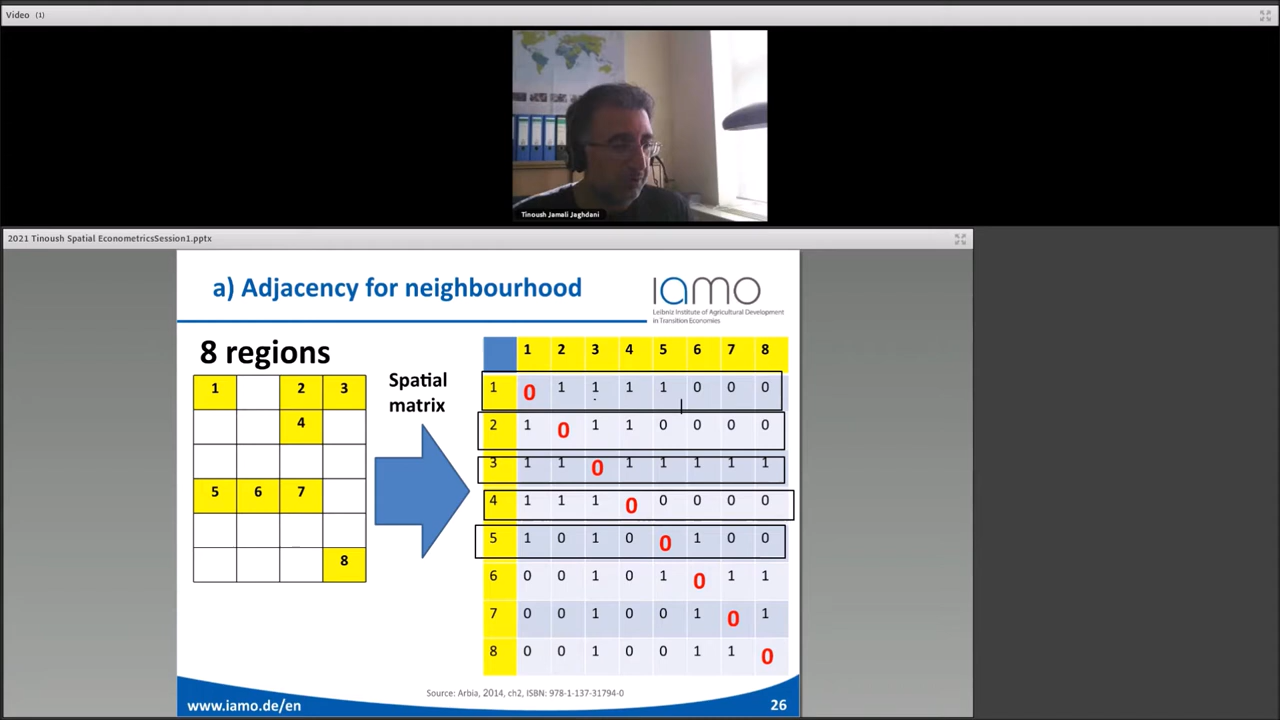 Video (1)
Tinoush Jamali Jaghdani
2021 Tinoush Spatial EconometricsSession1.pptx
a) Adjacency for neighbourhood
IAMO
Leibniz Institute of Agricultural Development
in Transition Economies
8 regions
1 2 3
4
5 6 7
8
Spatial
matrix
1 2 3 4 5 6 7 8
1 0 1 1 1 1 0 0 0
2 1 0 1 1 0 0 0 0
3 1 1 0 1 1 1 1 1
4 1 1 1 0 0 0 0 0
5 1 0 1 0 0 1 0 0
6 0 0 1 0 1 0 1 1
7 0 0 1 0 0 1 0 1
8 0 0 1 0 0 1 1 0
Source: Arbia, 2014, ch2, ISBN: 978-1-137-31794-0
www.iamo.de/en
26